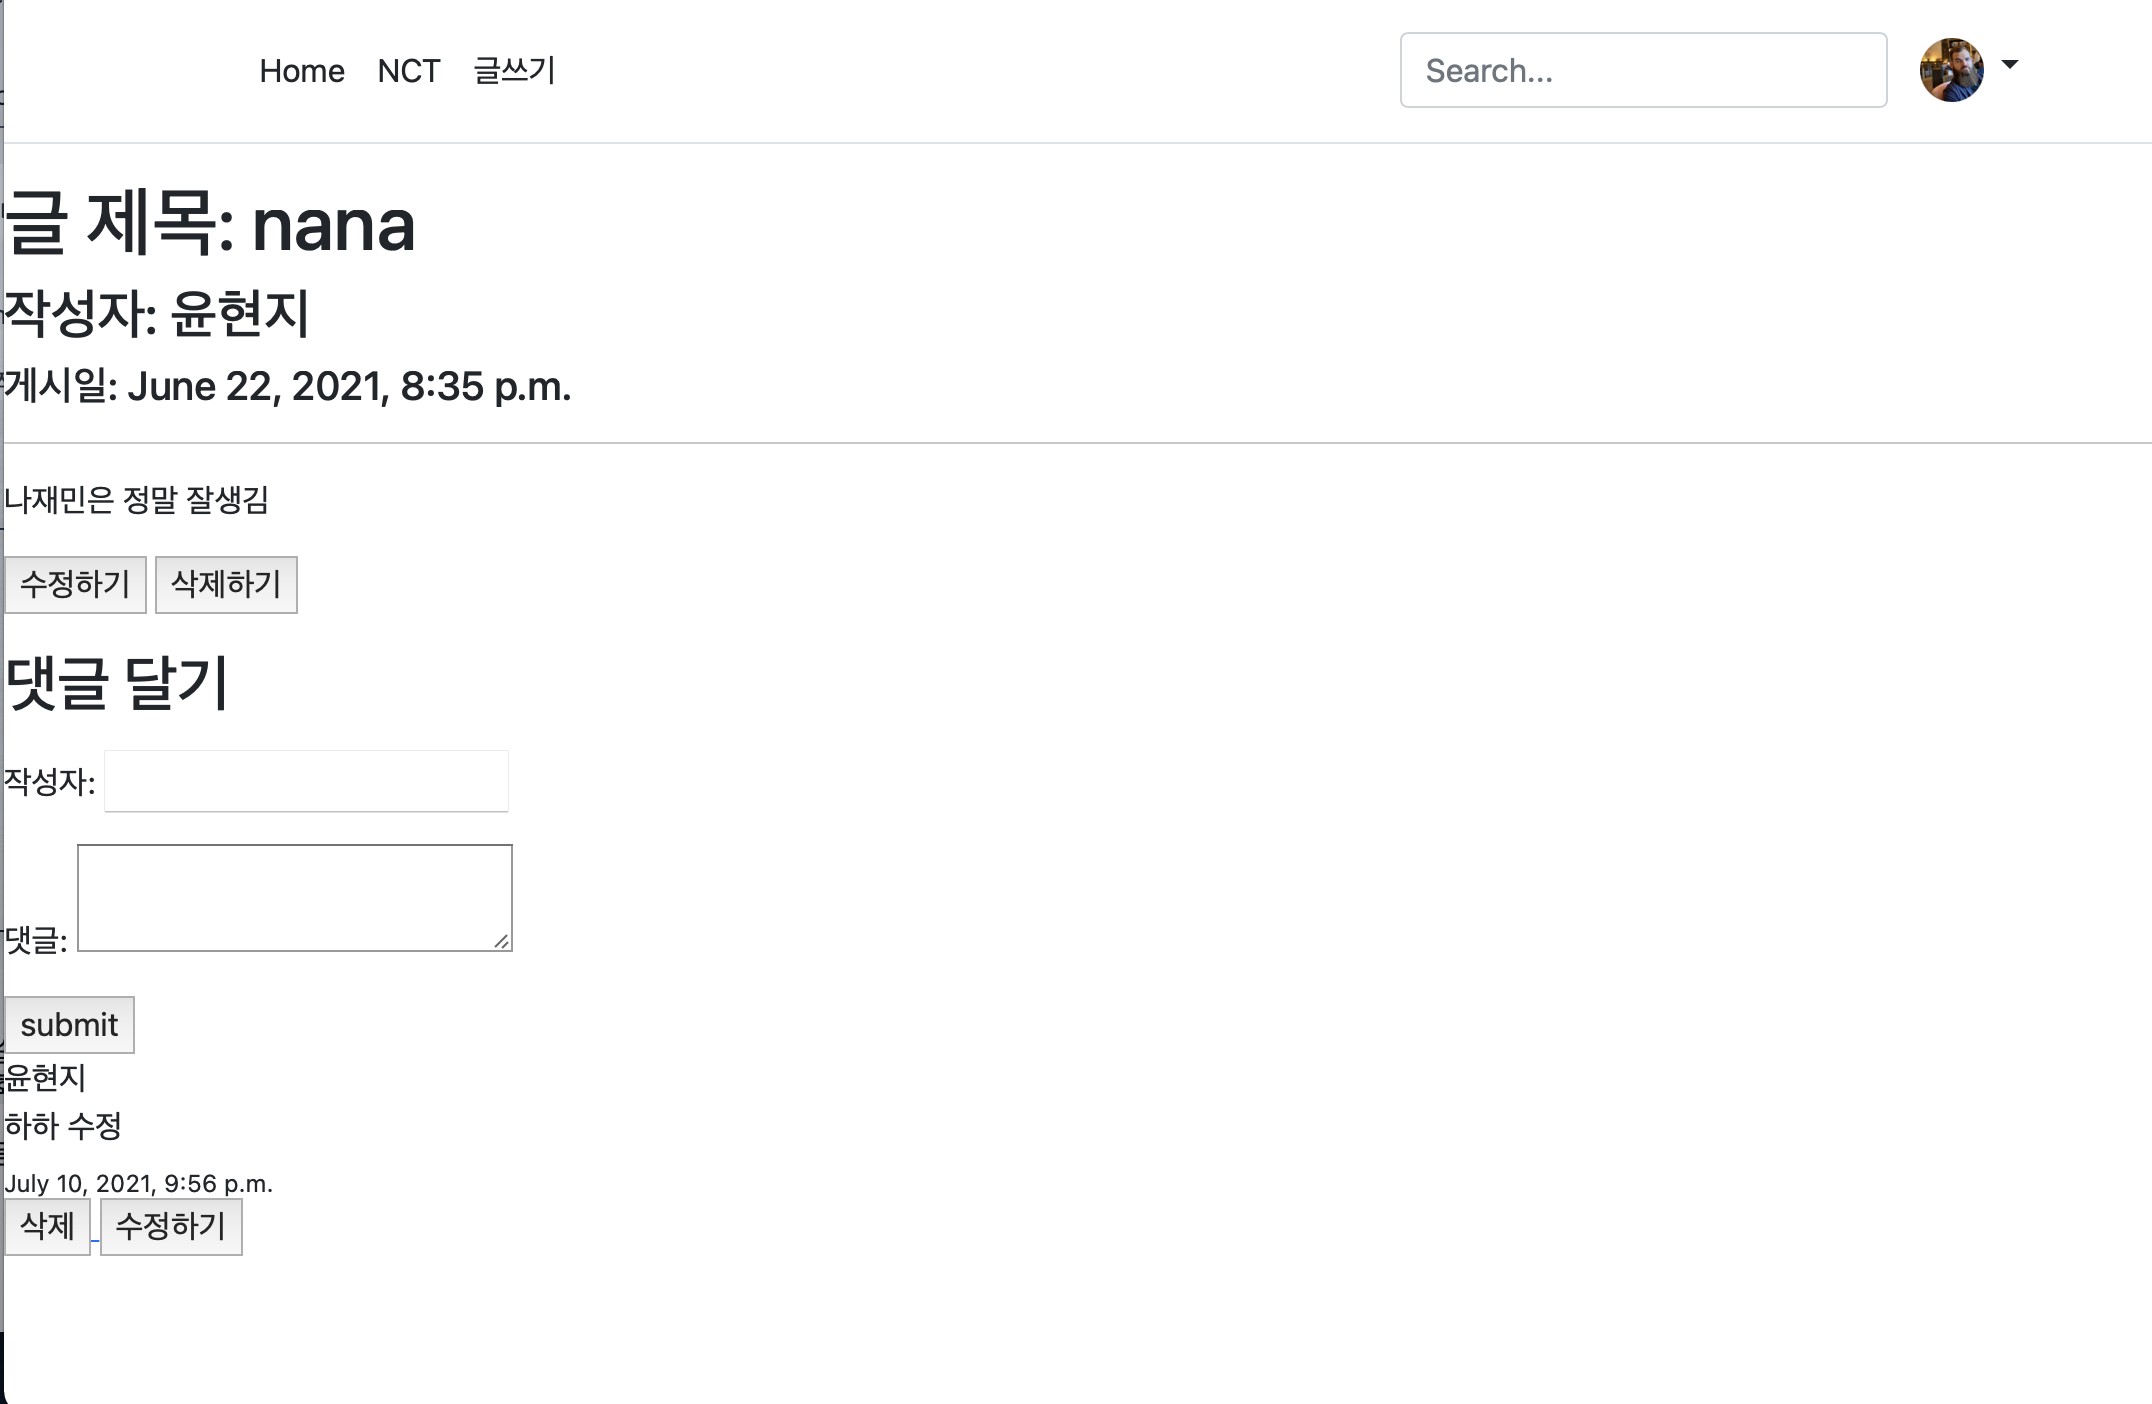 Home NCT 글쓰기 Search...
글 제목: nana
작성자: 윤현지
게시일: June 22, 2021, 8:35 p.m.
나재민은 정말 잘생김
수정하기 삭제하기
댓글 달기
작성자:
댓글:
submit
윤현지
하하 수정
July 10, 2021, 9:56 p.m.
삭제 수정하기